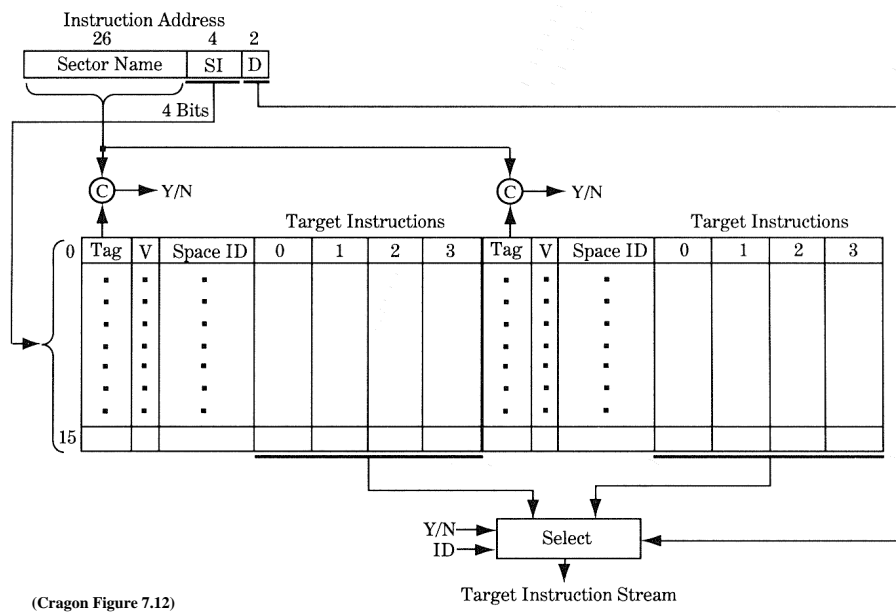 Instruction Address
26 4 2
Sector Name SI D
4 Bits
C Y/N C Y/N
Target Instructions Target Instructions
0 Tag V Space ID 0 1 2 3 Tag V Space ID 0 1 2 3
15
Y/N
ID
Select
Target Instruction Stream
(Cragon Figure 7.12)